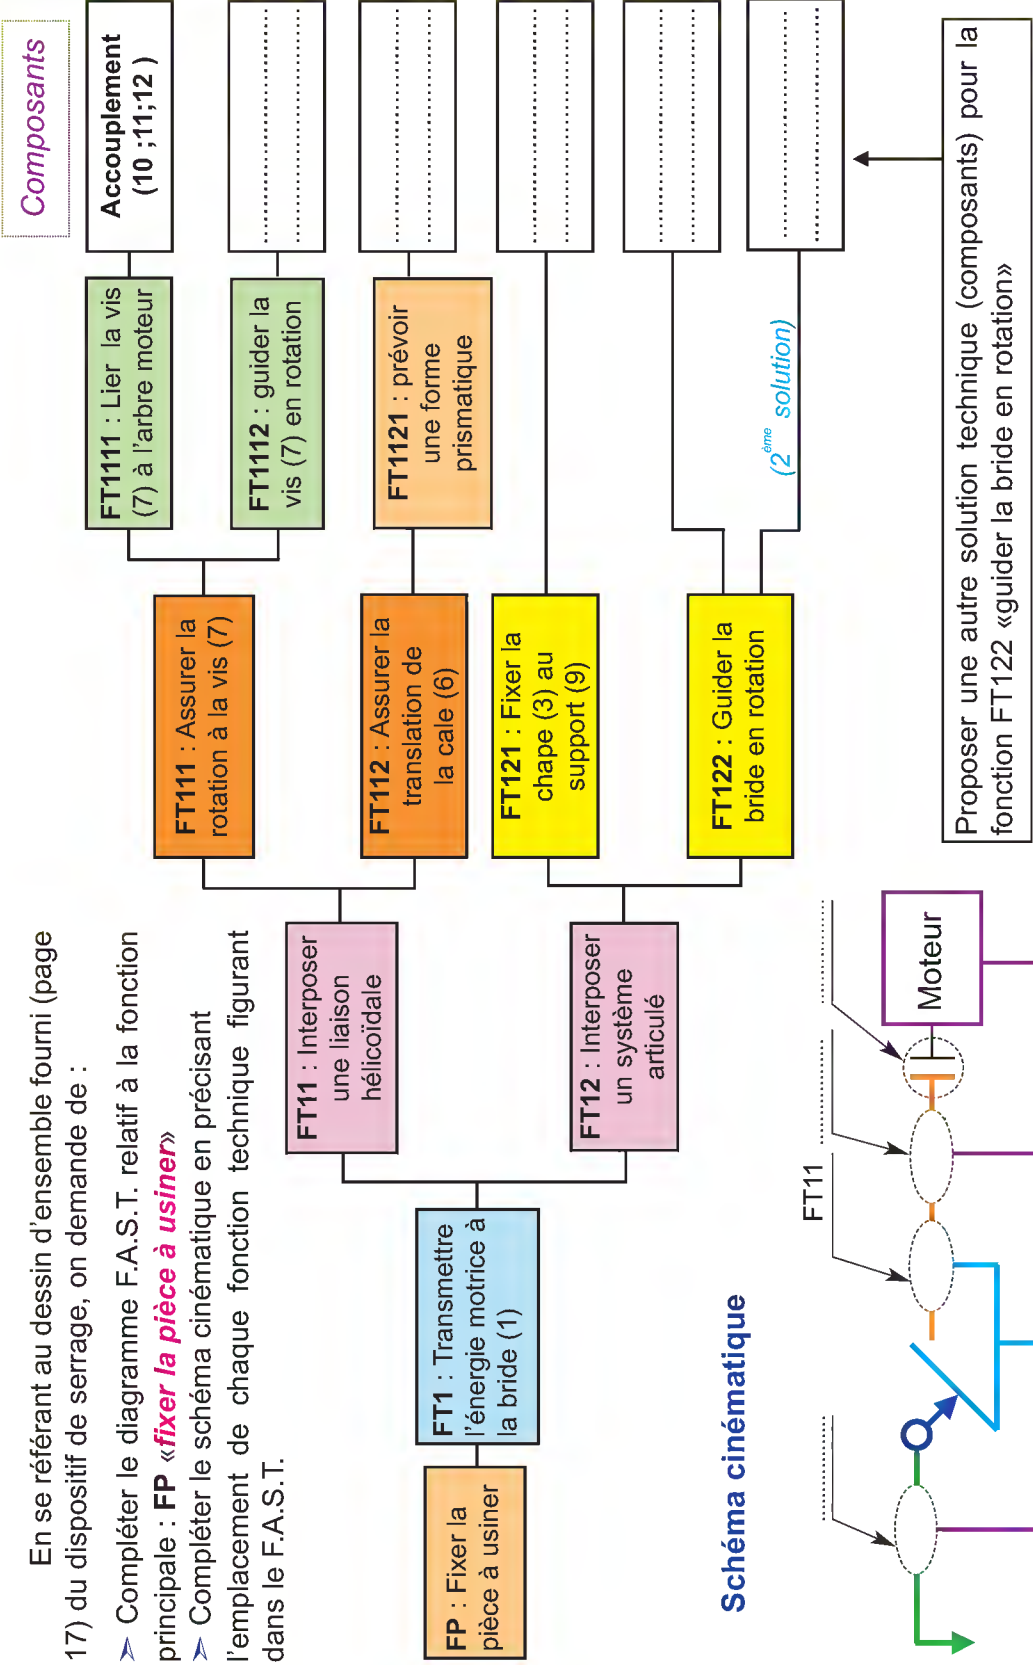 En se référant au dessin d'ensemble fourni (page
17) du dispositif de serrage, on demande de :
➢ Compléter le diagramme F.A.S.T. relatif à la fonction
principale : FP «fixer la pièce à usiner»
➢ Compléter le schéma cinématique en précisant
l'emplacement de chaque fonction technique figurant
dans le F.A.S.T.
Composants
FP : Fixer la
pièce à usiner
FT1 : Transmettre
l'énergie motrice à
la bride (1)
FT11 : Interposer
une liaison
hélicoïdale
FT12 : Interposer
un système
articulé
FT111 : Assurer la
rotation à la vis (7)
FT112 : Assurer la
translation de
la cale (6)
FT121 : Fixer la
chape (3) au
support (9)
FT122 : Guider la
bride en rotation
FT1111 : Lier la vis
(7) à l'arbre moteur
FT1112 : guider la
vis (7) en rotation
FT1121 : prévoir
une forme
prismatique
Accouplement
(10 ;11;12 )
(2ème solution)
Proposer une autre solution technique (composants) pour la
fonction FT122 «guider la bride en rotation»
Schéma cinématique
FT11
Moteur